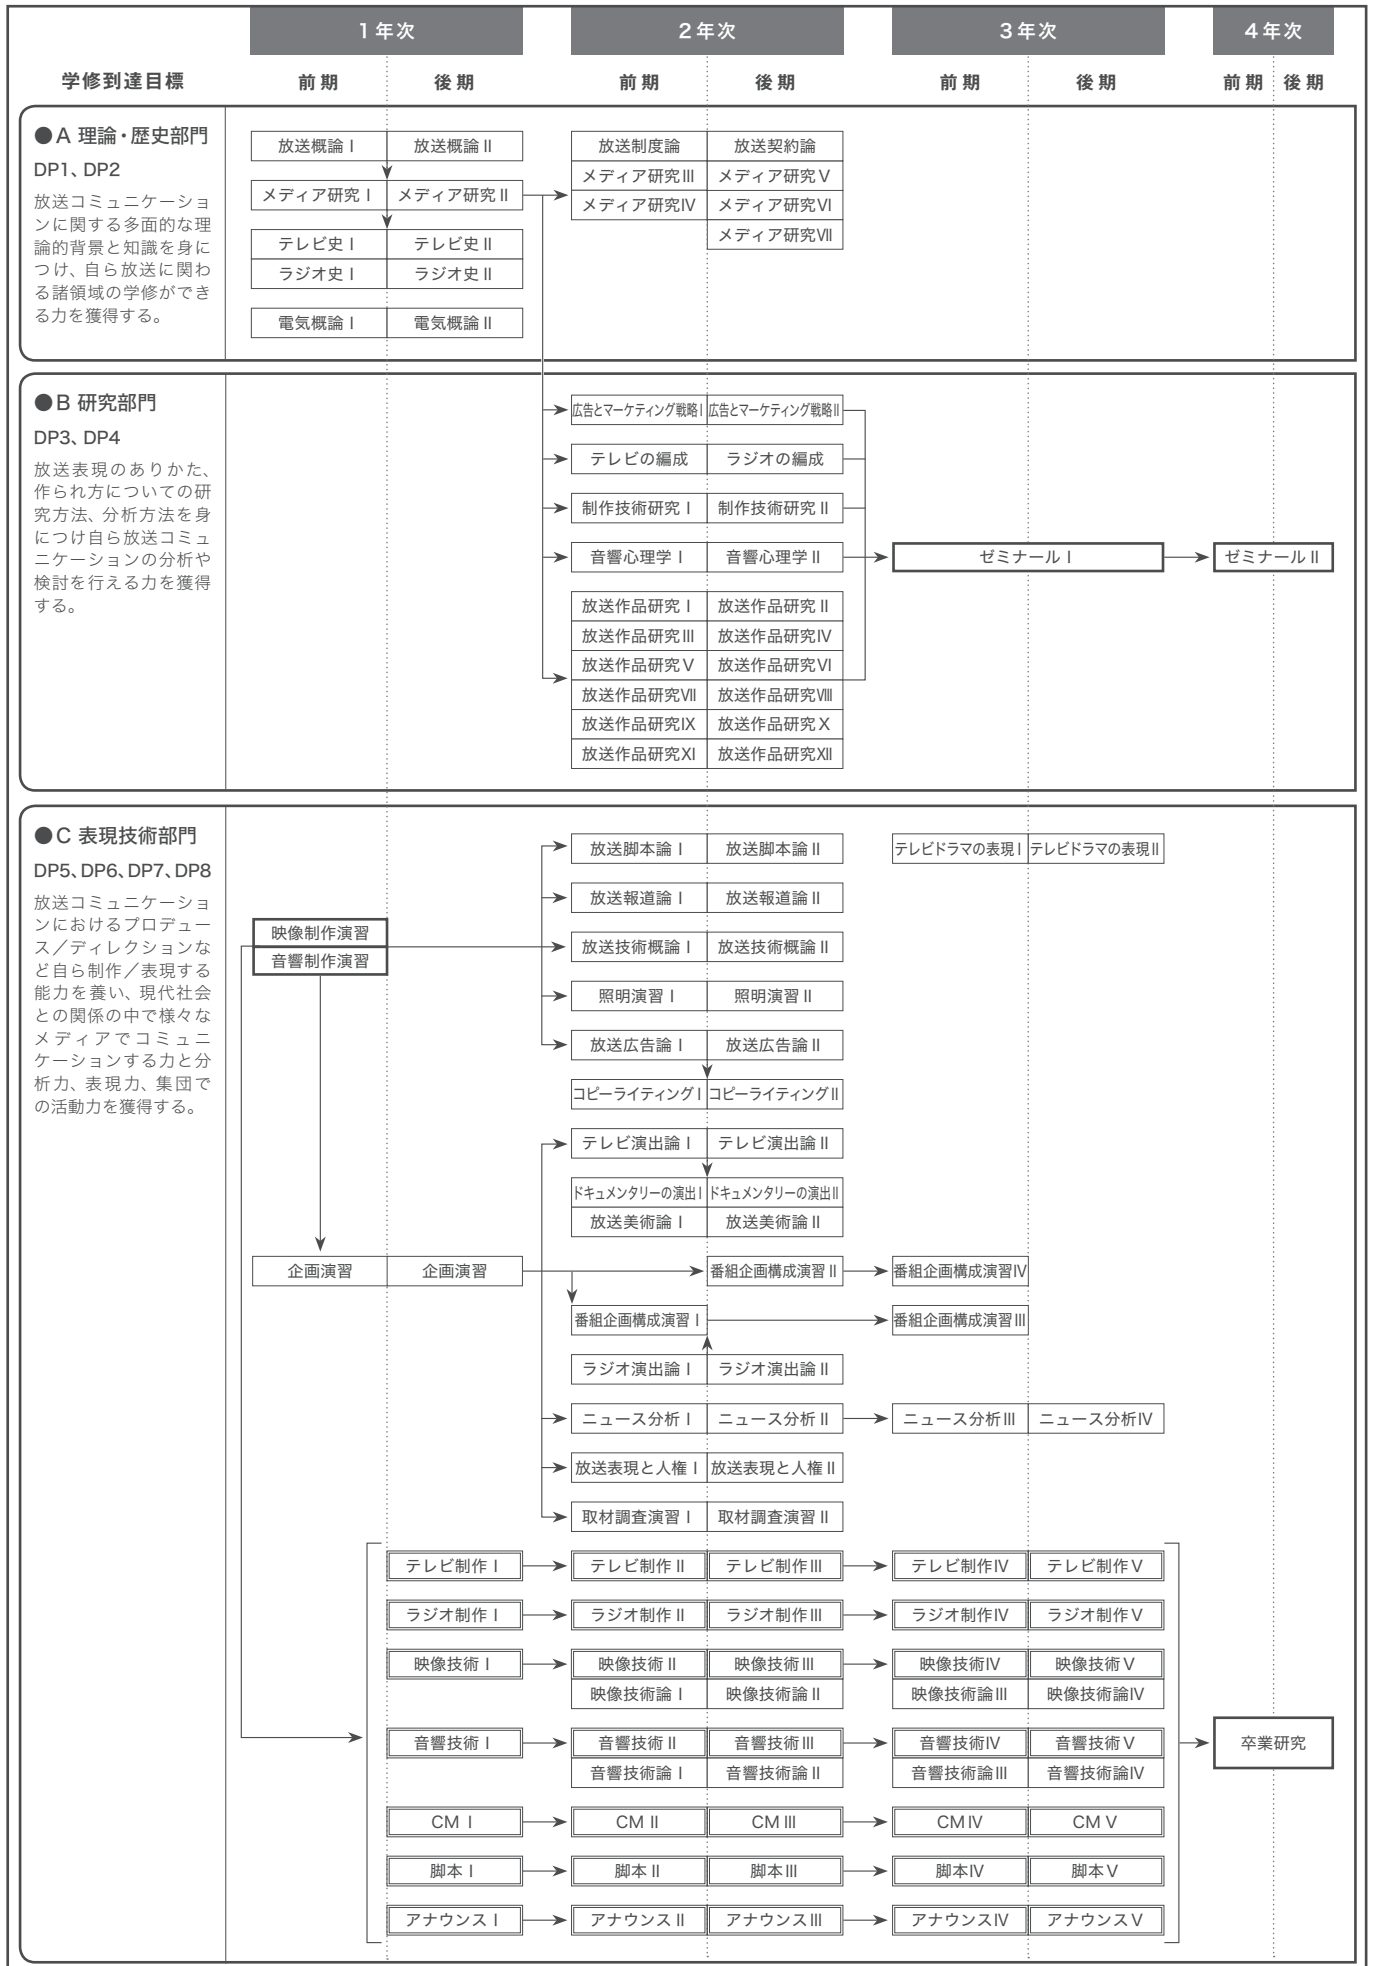 1年次 2年次 3年次 4年次
学修到達目標 前期 後期 前期 後期 前期 後期 前期 後期
●A 理論・歴史部門
DP1、DP2
放送コミュニケーショ
ンに関する多面的な理
論的背景と知識を身に
つけ、自ら放送に関わ
る諸領域の学修ができ
る力を獲得する。
放送概論Ⅰ 放送概論Ⅱ 放送制度論 放送契約論
メディア研究Ⅲ メディア研究Ⅴ
メディア研究Ⅰ メディア研究Ⅱ メディア研究Ⅳ メディア研究Ⅵ
メディア研究Ⅶ
テレビ史Ⅰ テレビ史Ⅱ
ラジオ史Ⅰ ラジオ史Ⅱ
電気概論Ⅰ 電気概論Ⅱ
●B 研究部門
DP3、DP4
放送表現のありかた、
作られ方についての研
究方法、分析方法を身
につけ自ら放送コミュ
ニケーションの分析や
検討を行える力を獲得
する。
広告とマーケティング戦略Ⅰ 広告とマーケティング戦略Ⅱ
テレビの編成 ラジオの編成
制作技術研究Ⅰ 制作技術研究Ⅱ
音響心理学Ⅰ 音響心理学Ⅱ ゼミナールⅠ ゼミナールⅡ
放送作品研究Ⅰ 放送作品研究Ⅱ
放送作品研究Ⅲ 放送作品研究Ⅳ
放送作品研究Ⅴ 放送作品研究Ⅵ
放送作品研究Ⅶ 放送作品研究Ⅷ
放送作品研究Ⅸ 放送作品研究Ⅹ
放送作品研究Ⅺ 放送作品研究Ⅻ
●C 表現技術部門
DP5、DP6、DP7、DP8
放送コミュニケーショ
ンにおけるプロデュー
ス／ディレクションな
ど自ら制作／表現する
能力を養い、現代社会
との関係の中で様々な
メディアでコミュニ
ケーションする力と分
析力、表現力、集団で
の活動力を獲得する。
放送脚本論Ⅰ 放送脚本論Ⅱ テレビドラマの表現Ⅰ テレビドラマの表現Ⅱ
放送報道論Ⅰ 放送報道論Ⅱ
映像制作演習
放送技術概論Ⅰ 放送技術概論Ⅱ
音響制作演習
照明演習Ⅰ 照明演習Ⅱ
放送広告論Ⅰ 放送広告論Ⅱ
コピーライティングⅠ コピーライティングⅡ
テレビ演出論Ⅰ テレビ演出論Ⅱ
ドキュメンタリーの演出Ⅰ ドキュメンタリーの演出Ⅱ
放送美術論Ⅰ 放送美術論Ⅱ
企画演習 企画演習 番組企画構成演習Ⅱ 番組企画構成演習Ⅳ
番組企画構成演習Ⅰ 番組企画構成演習Ⅲ
ラジオ演出論Ⅰ ラジオ演出論Ⅱ
ニュース分析Ⅰ ニュース分析Ⅱ ニュース分析Ⅲ ニュース分析Ⅳ
放送表現と人権Ⅰ 放送表現と人権Ⅱ
取材調査演習Ⅰ 取材調査演習Ⅱ
テレビ制作Ⅰ テレビ制作Ⅱ テレビ制作Ⅲ テレビ制作Ⅳ テレビ制作Ⅴ
ラジオ制作Ⅰ ラジオ制作Ⅱ ラジオ制作Ⅲ ラジオ制作Ⅳ ラジオ制作Ⅴ
映像技術Ⅰ 映像技術Ⅱ 映像技術Ⅲ 映像技術Ⅳ 映像技術Ⅴ
映像技術論Ⅰ 映像技術論Ⅱ 映像技術論Ⅲ 映像技術論Ⅳ
音響技術Ⅰ 音響技術Ⅱ 音響技術Ⅲ 音響技術Ⅳ 音響技術Ⅴ 卒業研究
音響技術論Ⅰ 音響技術論Ⅱ 音響技術論Ⅲ 音響技術論Ⅳ
CMⅠ CMⅡ CMⅢ CMⅣ CMⅤ
脚本Ⅰ 脚本Ⅱ 脚本Ⅲ 脚本Ⅳ 脚本Ⅴ
アナウンスⅠ アナウンスⅡ アナウンスⅢ アナウンスⅣ アナウンスⅤ